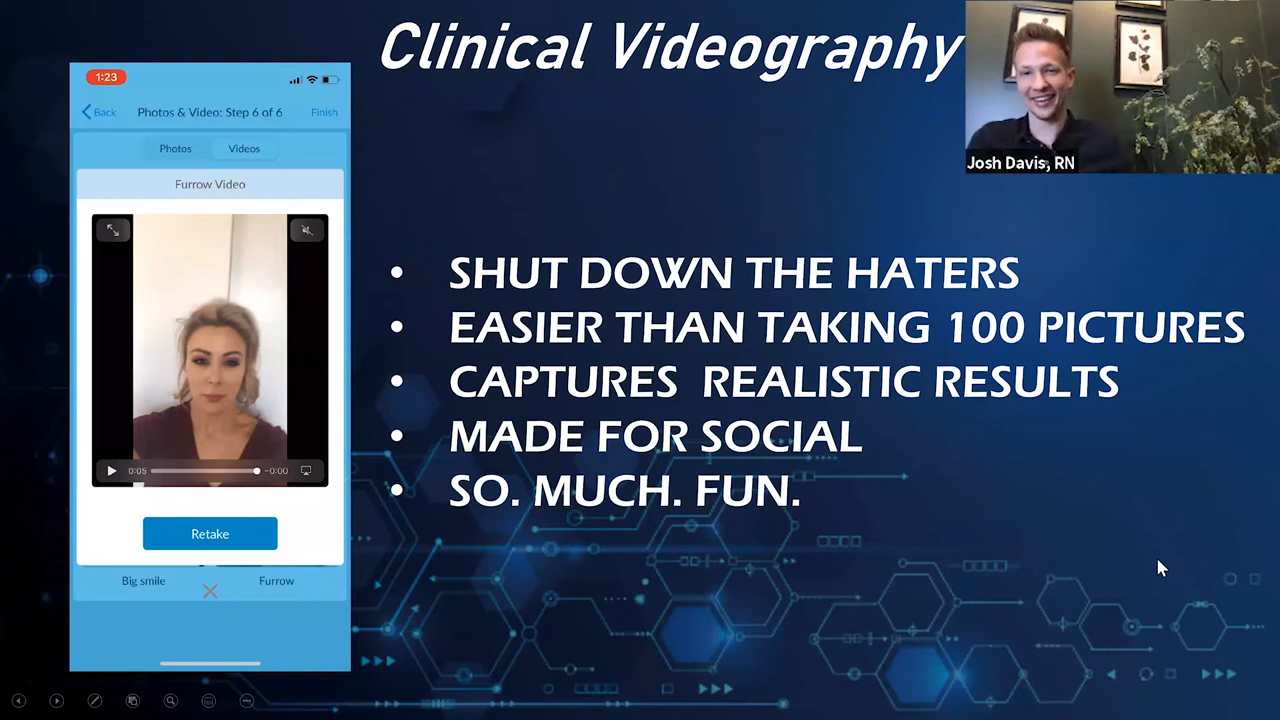 Clinical Videography
1:23
Back
Photos & Video: Step 6 of 6
Finish
Photos
Videos
Furrow Video
0:05
-0:00
Retake
Big smile
Furrow
Josh Davis, RN
• SHUT DOWN THE HATERS
• EASIER THAN TAKING 100 PICTURES
• CAPTURES REALISTIC RESULTS
• MADE FOR SOCIAL
• SO. MUCH. FUN.